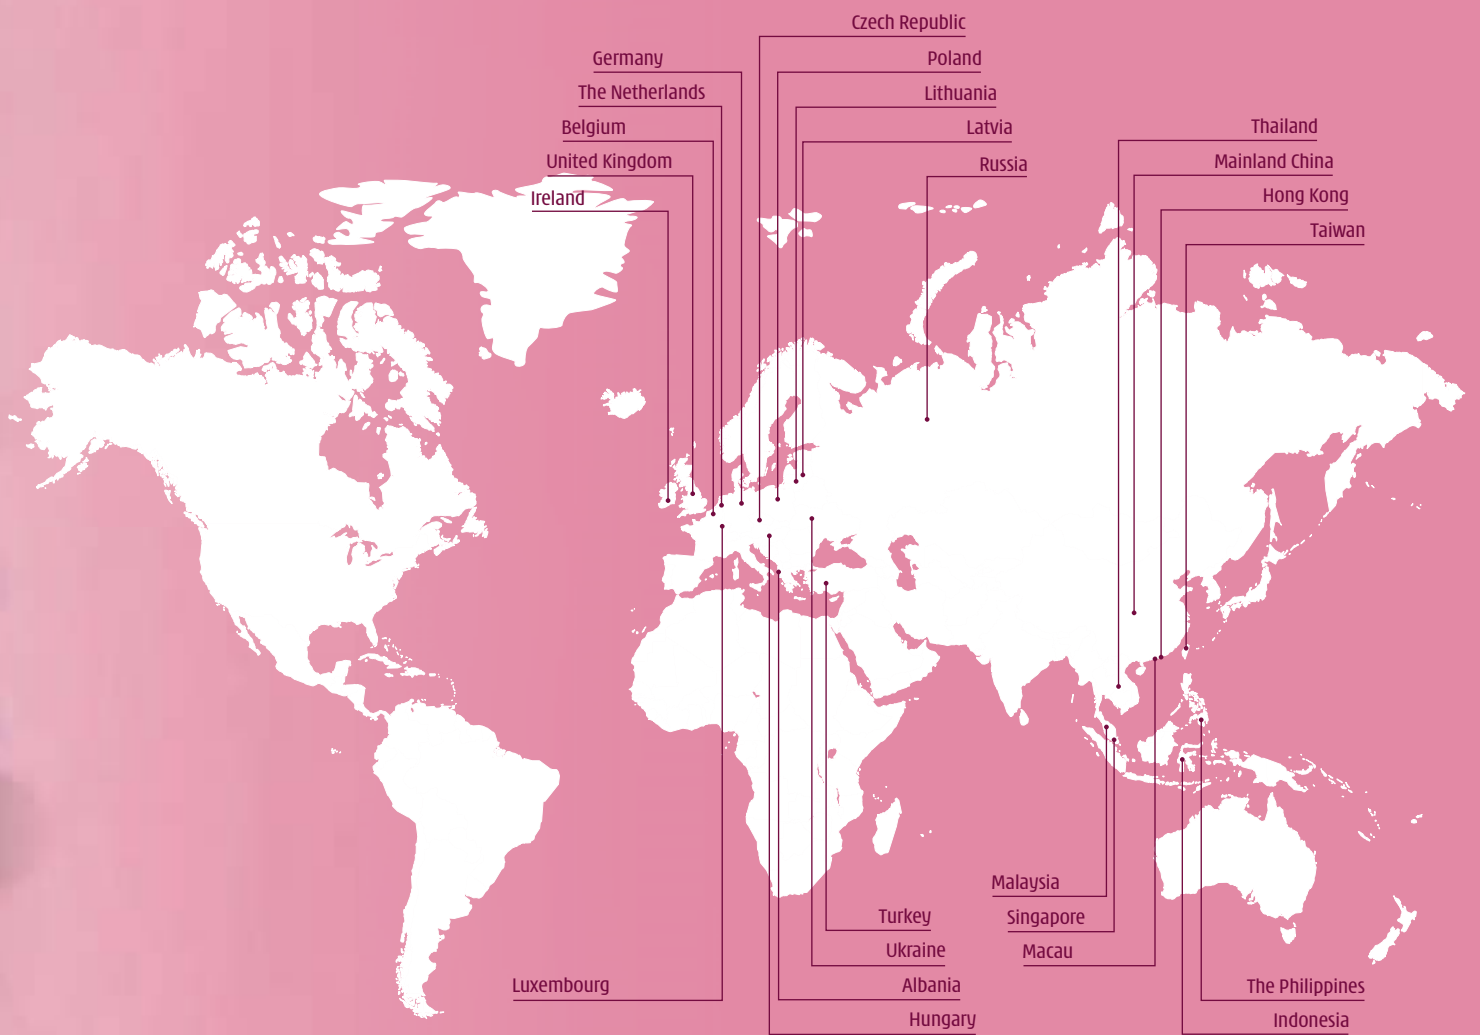 Czech Republic
Germany
Poland
The Netherlands
Lithuania
Belgium
Latvia
Thailand
United Kingdom
Russia
Mainland China
Ireland
Hong Kong
Taiwan
Malaysia
Turkey
Singapore
Ukraine
Macau
Luxembourg
Albania
The Philippines
Hungary
Indonesia